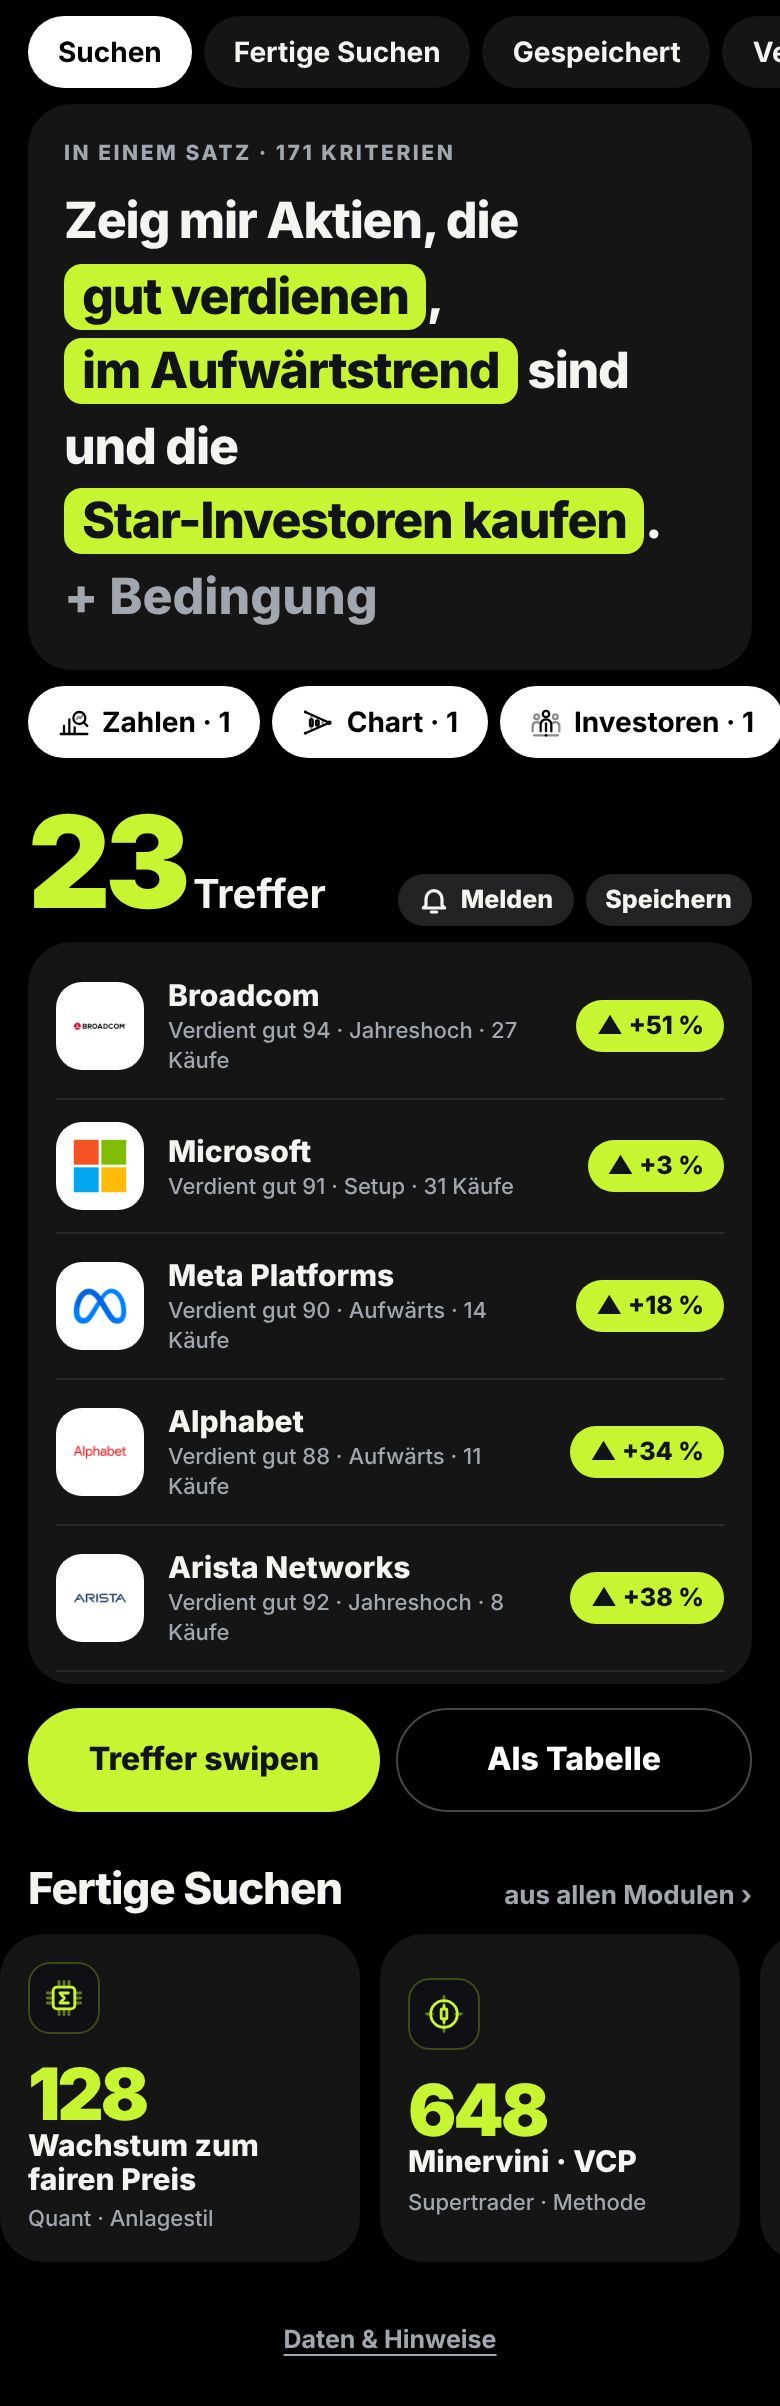 Suchen Fertige Suchen Gespeichert
IN EINEM SATZ · 171 KRITERIEN
Zeig mir Aktien, die
gut verdienen,
im Aufwärtstrend sind
und die
Star-Investoren kaufen.
+ Bedingung
Zahlen · 1 Chart · 1 Investoren · 1
23 Treffer Melden Speichern
BROADCOM
Broadcom
Verdient gut 94 · Jahreshoch · 27
Käufe
▲ +51 %
Microsoft
Verdient gut 91 · Setup · 31 Käufe
▲ +3 %
Meta Platforms
Verdient gut 90 · Aufwärts · 14
Käufe
▲ +18 %
Alphabet
Alphabet
Verdient gut 88 · Aufwärts · 11
Käufe
▲ +34 %
ARISTA
Arista Networks
Verdient gut 92 · Jahreshoch · 8
Käufe
▲ +38 %
Treffer swipen Als Tabelle
Fertige Suchen aus allen Modulen ›
128
Wachstum zum
fairen Preis
Quant · Anlagestil
648
Minervini · VCP
Supertrader · Methode
Daten & Hinweise